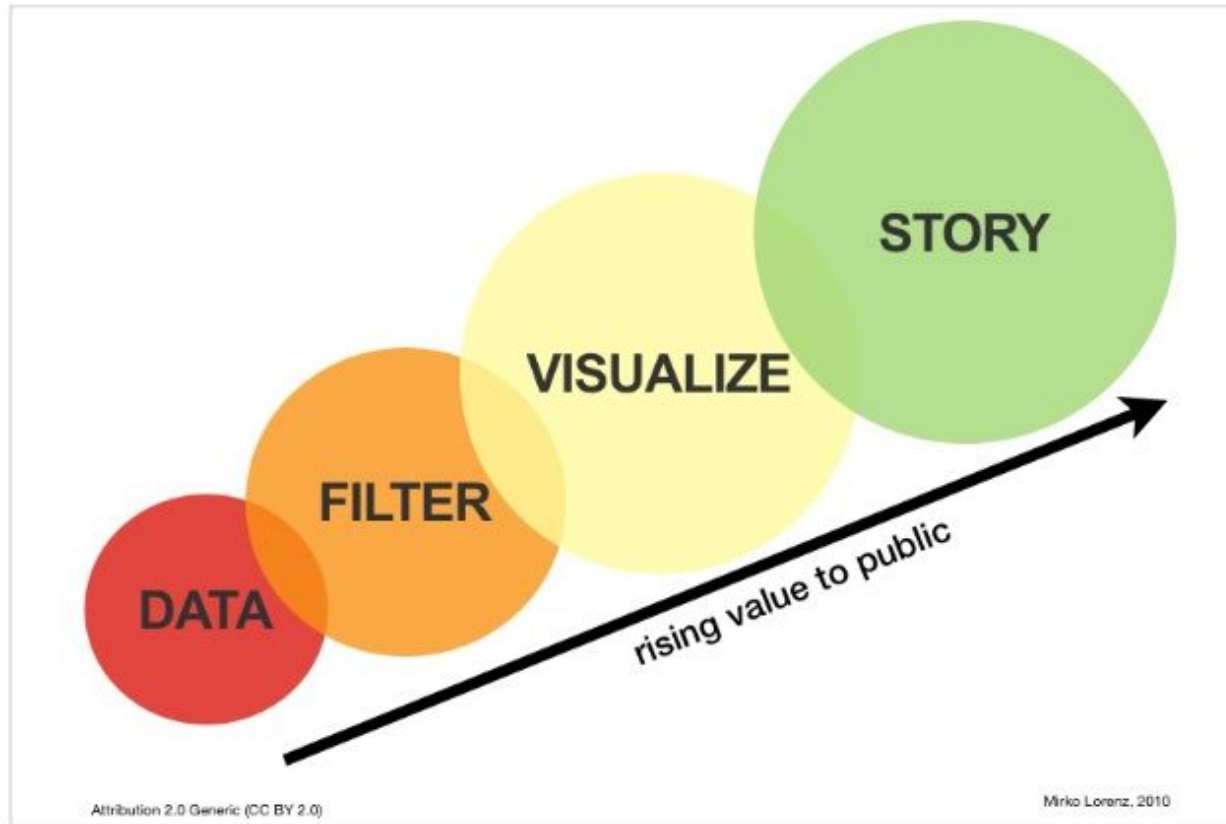 STORY
VISUALIZE
FILTER
DATA
rising value to public
Attribution 2.0 Generic (CC BY 2.0)
Mirko Lorenz, 2010